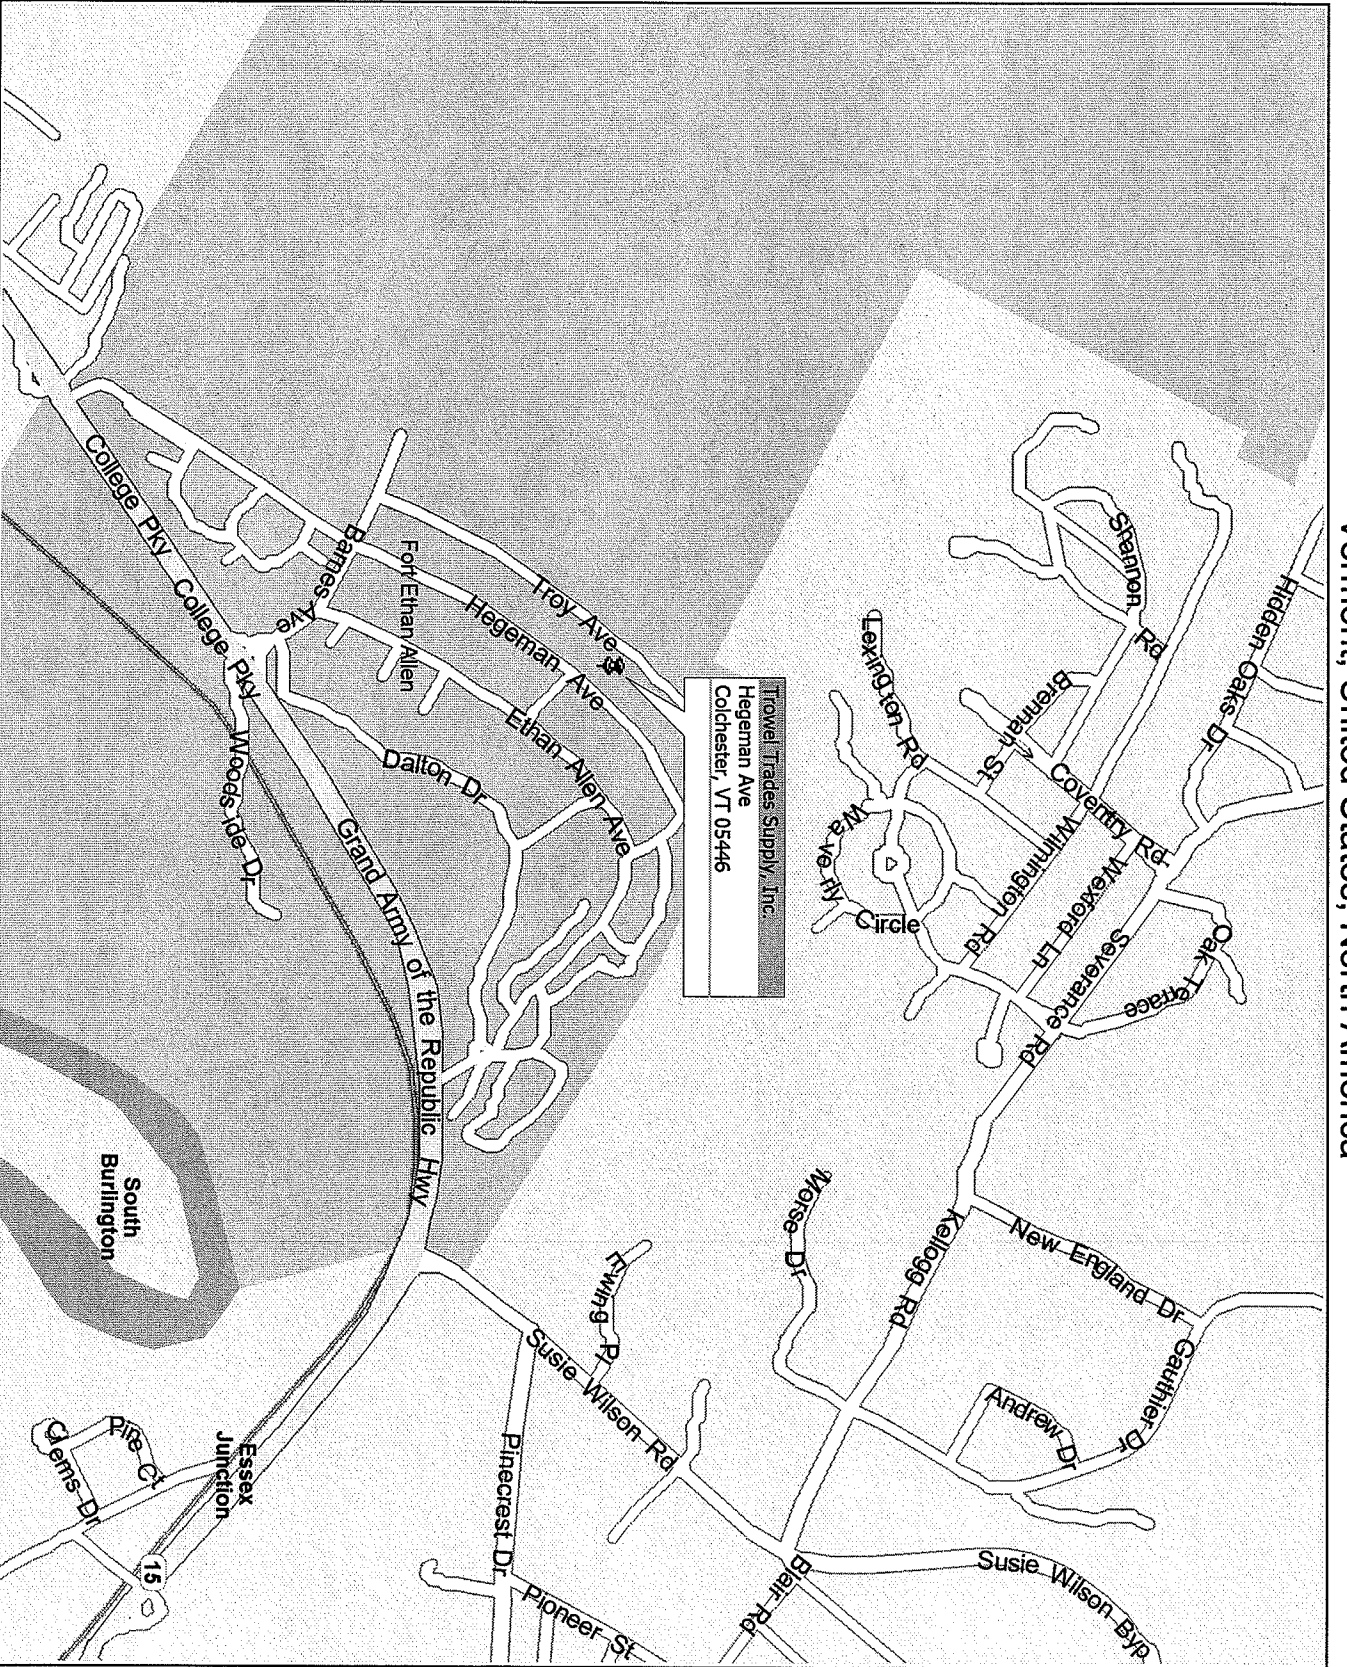 Vermont, United States, North America
Hidden Oaks Dr
Shannon
Rd
Brennan St
Coventry Rd
Lexington Rd
Wilmington Rd
Wexford Ln
Severance Rd
Oak Terrace
Waverly Circle
Trowel Trades Supply, Inc.
Hegeman Ave
Colchester, VT 05446
Troy Ave
Hegeman Ave
Fort Ethan Allen
Barnes Ave
Ethan Allen Ave
Dalton Dr
College Pky
College Pky
Woodside Dr
Grand Army of the Republic Hwy
New England Dr
Gauthier Dr
Andrew Dr
Kellogg Rd
Morse Dr
Ewing Pl
Susie Wilson Rd
Susie Wilson Byp
Blair Rd
Pinecrest Dr
Pioneer St
South
Burlington
Essex
Junction
Pine Ct
Clems Dr
15